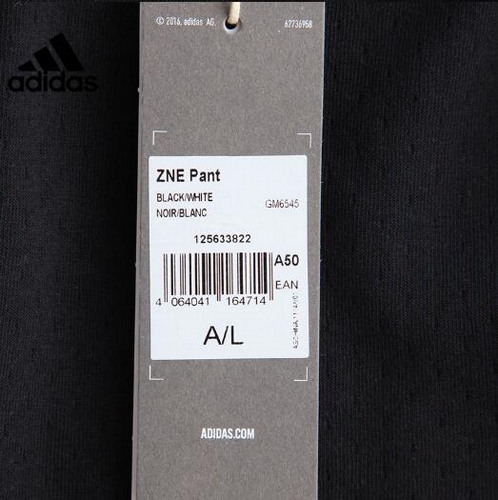 © 2016, adidas AG.
67736958
adidas
ZNE Pant
BLACK/WHITE
NOIR/BLANC
GM6545
125633822
A50
EAN
4 064041 164714
A/L
ADIDAS.COM